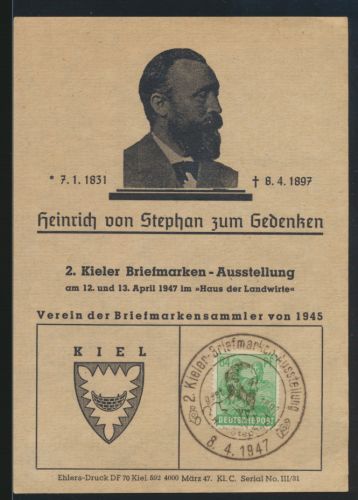 * 7. 1. 1831
† 8. 4. 1897
Heinrich von Stephan zum Gedenken
2. Kieler Briefmarken-Ausstellung
am 12. und 13. April 1947 im »Haus der Landwirte«
Verein der Briefmarkensammler von 1945
KIEL
2. Kieler-Briefmarken-Ausstellung
84
DEUTSCHE POST
8. 4. 1947
Ehlers-Druck DF 70 Kiel 592 4000 März 47. Kl. C. Serial No. III/31